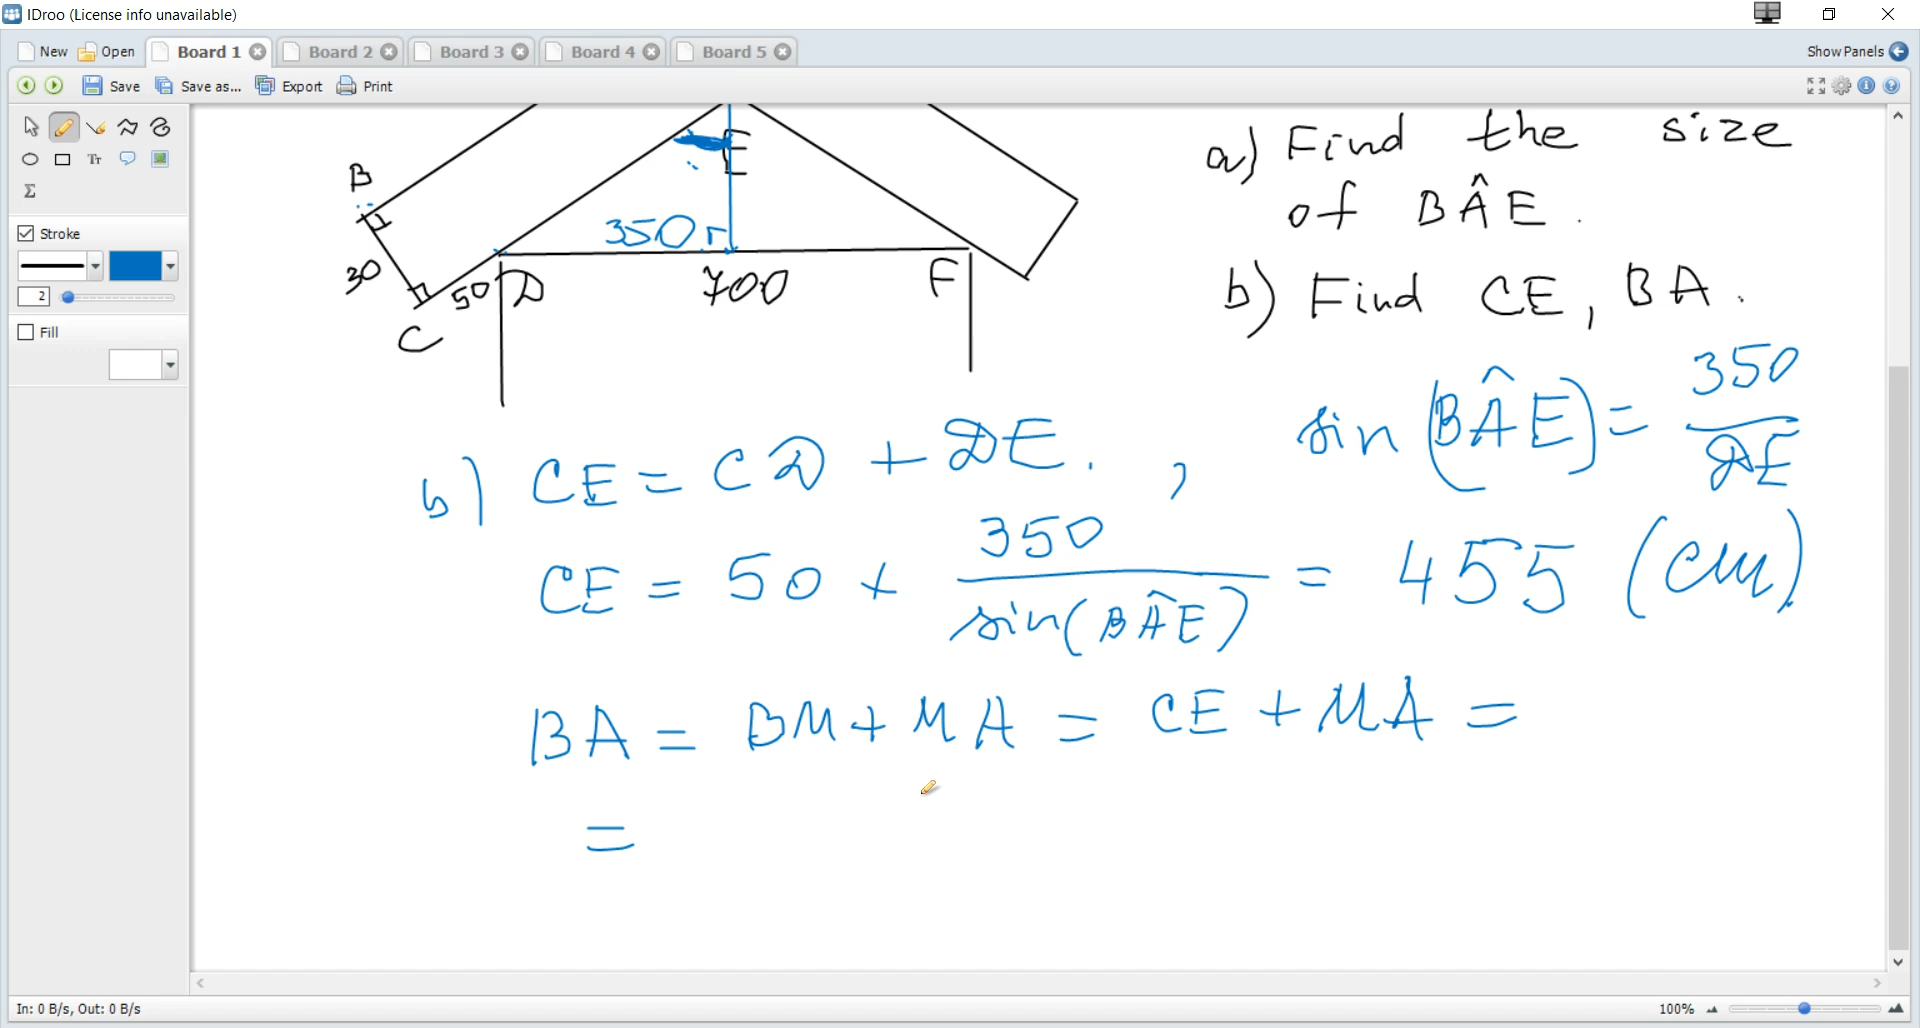 IDroo (License info unavailable)
New Open Board 1 Board 2 Board 3 Board 4 Board 5 Show Panels
Save Save as... Export Print
Tr
Σ
Stroke
2
Fill
B
30
C
50
D
350
700
E
F
a) Find the size
of BÂE.
b) Find CE, BA.
b) CE = CD + DE. , sin(BÂE) = 350 / DE
CE = 50 + 350 / sin(BÂE) = 455 (cm)
BA = BM + MA = CE + MA =
=
In: 0 B/s, Out: 0 B/s
100%